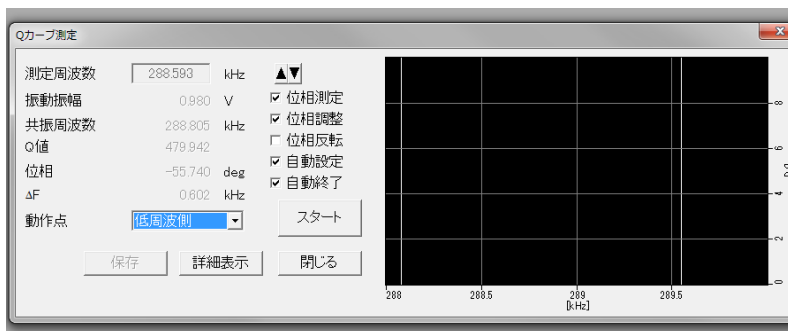 Qカーブ測定
測定周波数 288.593 kHz ▲▼
振動振幅 0.980 V 位相測定
共振周波数 288.805 kHz 位相調整
Q値 479.942 位相反転
位相 -55.740 deg 自動設定
ΔF 0.602 kHz 自動終了
動作点 低周波側 スタート
保存 詳細表示 閉じる
8
6
4
2
0
288 288.5 289 289.5
[kHz]